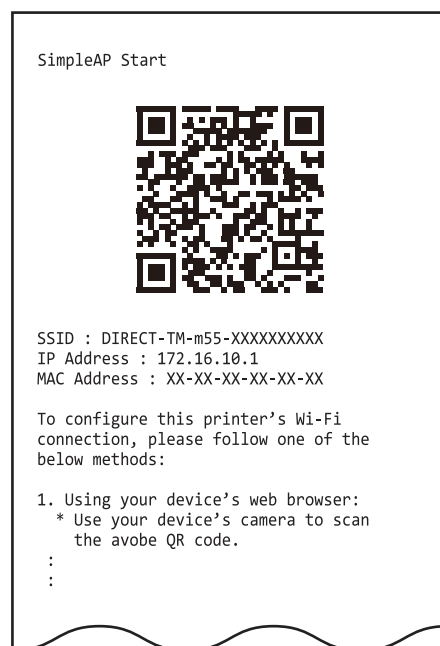 SimpleAP Start
SSID : DIRECT-TM-m55-XXXXXXXXXX
IP Address : 172.16.10.1
MAC Address : XX-XX-XX-XX-XX-XX
To configure this printer's Wi-Fi
connection, please follow one of the
below methods:
1. Using your device's web browser:
* Use your device's camera to scan
the avobe QR code.
:
: